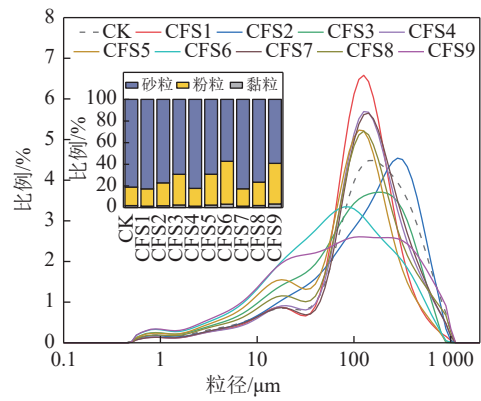 CK CFS1 CFS2 CFS3 CFS4
CFS5 CFS6 CFS7 CFS8 CFS9
砂粒 粉粒 黏粒
比例/%
100
80
60
40
20
0
CK CFS1 CFS2 CFS3 CFS4 CFS5 CFS6 CFS7 CFS8 CFS9
比例/%
8
7
6
5
4
3
2
1
0
0.1 1 10 100 1 000
粒径/μm